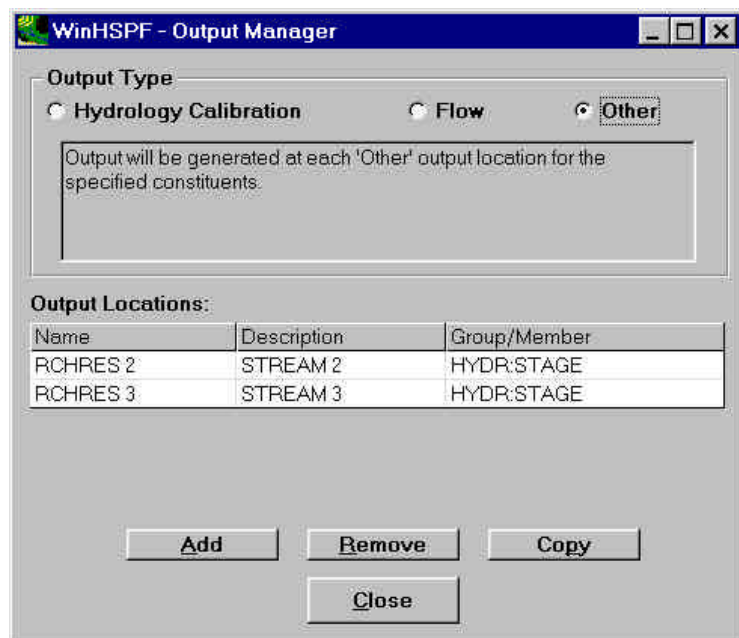 WinHSPF - Output Manager
Output Type
Hydrology Calibration Flow Other
Output will be generated at each 'Other' output location for the
specified constituents.
Output Locations:
Name Description Group/Member
RCHRES 2 STREAM 2 HYDR:STAGE
RCHRES 3 STREAM 3 HYDR:STAGE
Add Remove Copy
Close